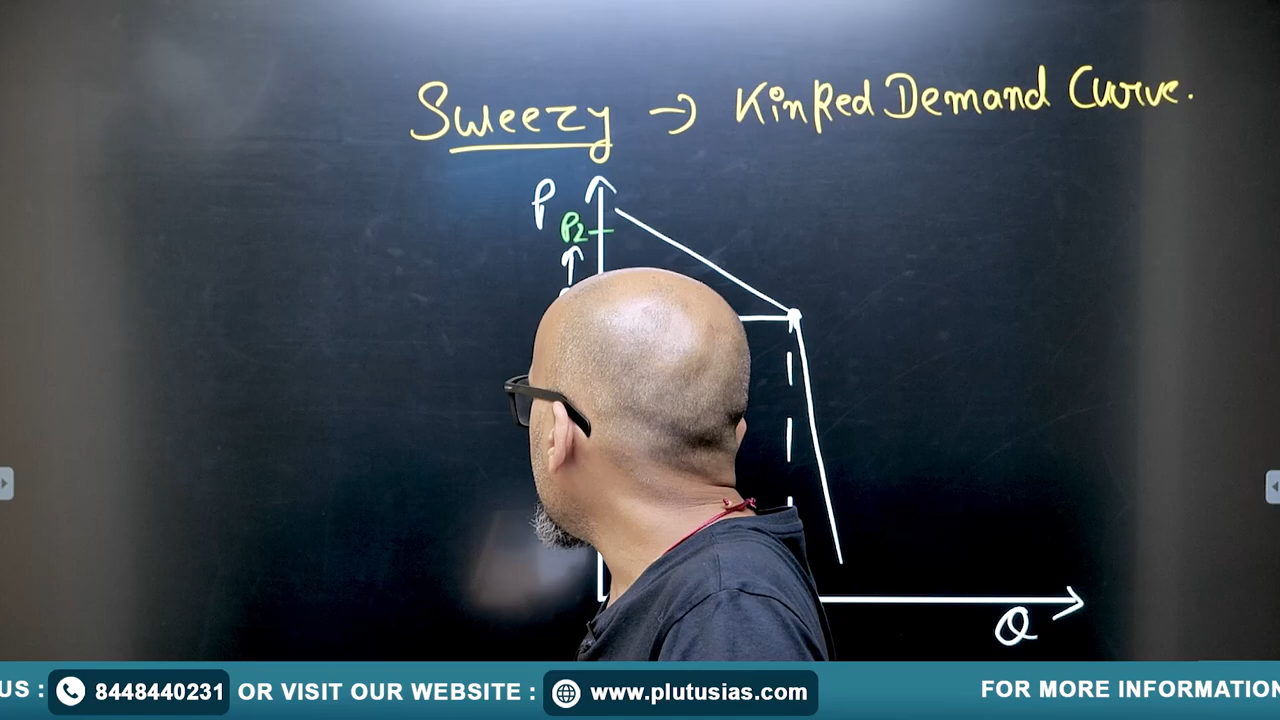 Sweezy → Kinked Demand Curve.
P
P2
Q
US : 8448440231 OR VISIT OUR WEBSITE : www.plutusias.com FOR MORE INFORMATION